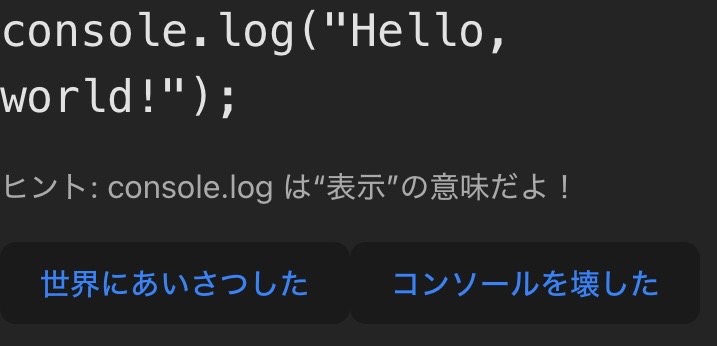 console.log("Hello,
world!");
ヒント: console.log は“表示”の意味だよ！
世界にあいさつした
コンソールを壊した